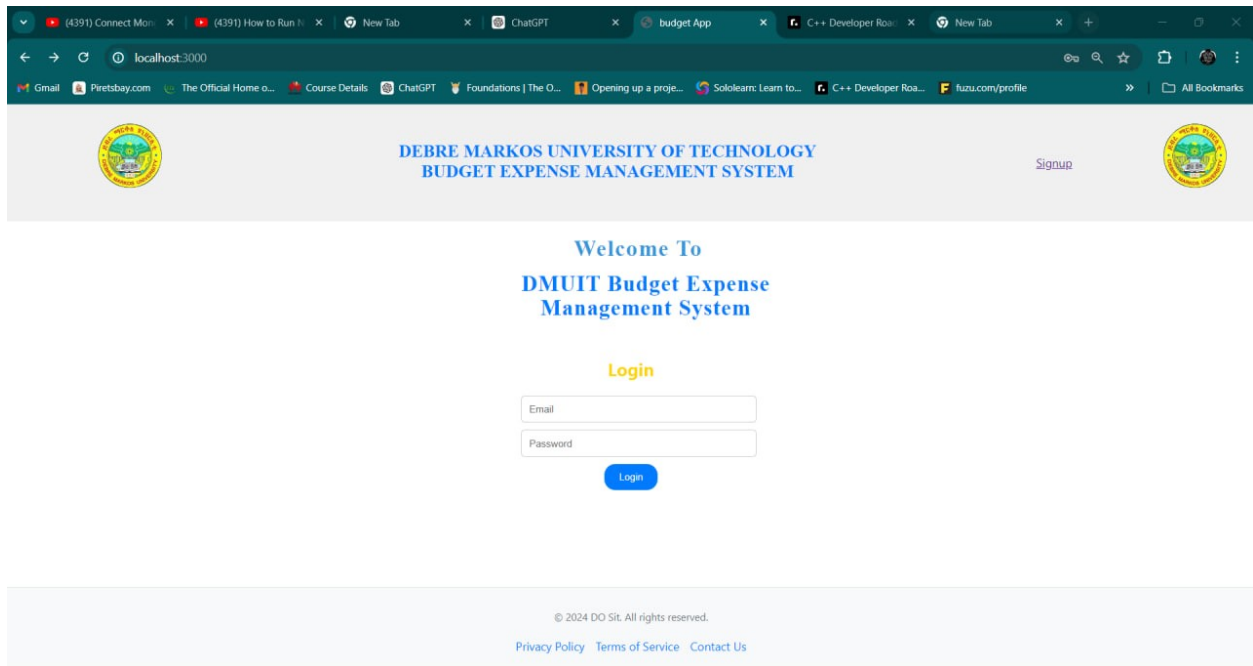 (4391) Connect Mon
(4391) How to Run N
New Tab
ChatGPT
budget App
C++ Developer Road
New Tab
localhost:3000
Gmail
Piretsbay.com
The Official Home o...
Course Details
ChatGPT
Foundations | The O...
Opening up a proje...
Sololearn: Learn to...
C++ Developer Roa...
fuzu.com/profile
»
All Bookmarks
DEBRE MARKOS UNIVERSITY OF TECHNOLOGY
BUDGET EXPENSE MANAGEMENT SYSTEM
Signup
Welcome To
DMUIT Budget Expense
Management System
Login
Email
Password
Login
© 2024 DO Sit. All rights reserved.
Privacy Policy Terms of Service Contact Us